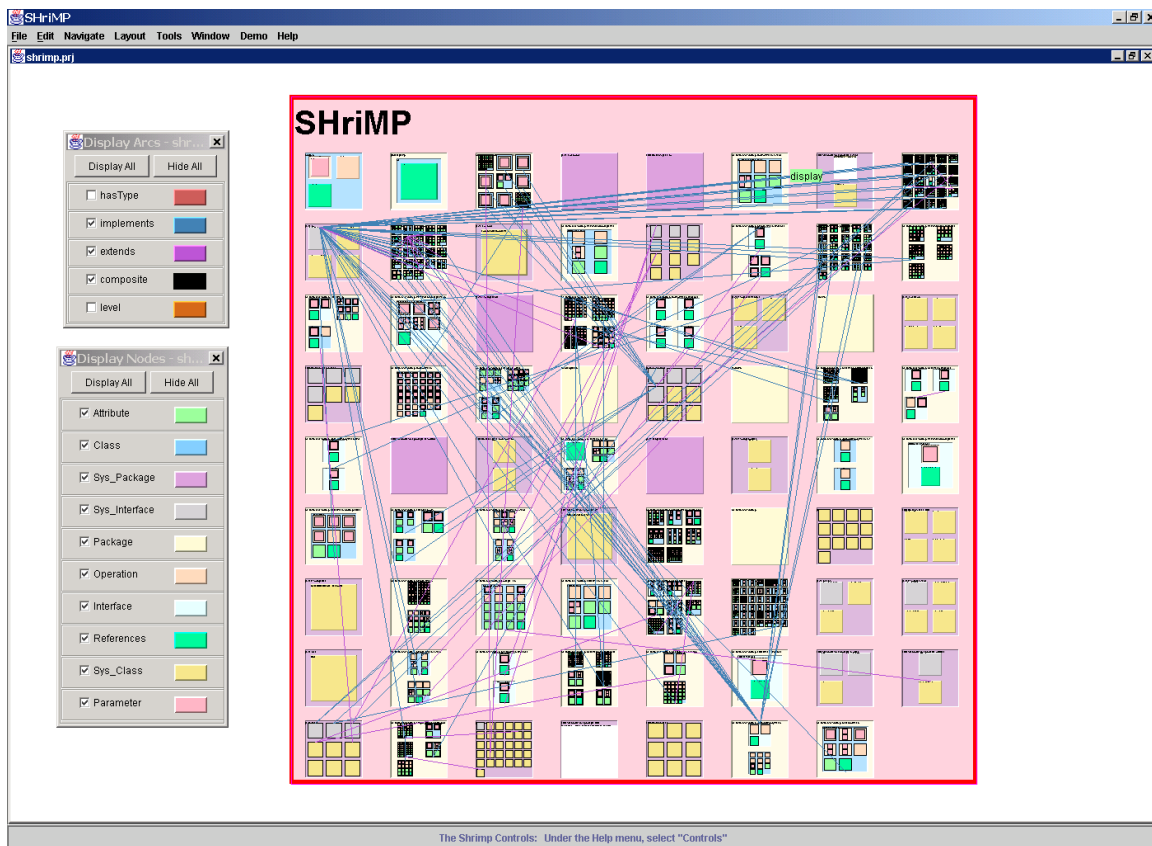 SHriMP
File Edit Navigate Layout Tools Window Demo Help
shrimp.prj
SHriMP
display
Display Arcs - shr...
Display All Hide All
hasType
implements
extends
composite
level
Display Nodes - sh...
Display All Hide All
Attribute
Class
Sys_Package
Sys_Interface
Package
Operation
Interface
References
Sys_Class
Parameter
The Shrimp Controls: Under the Help menu, select "Controls"